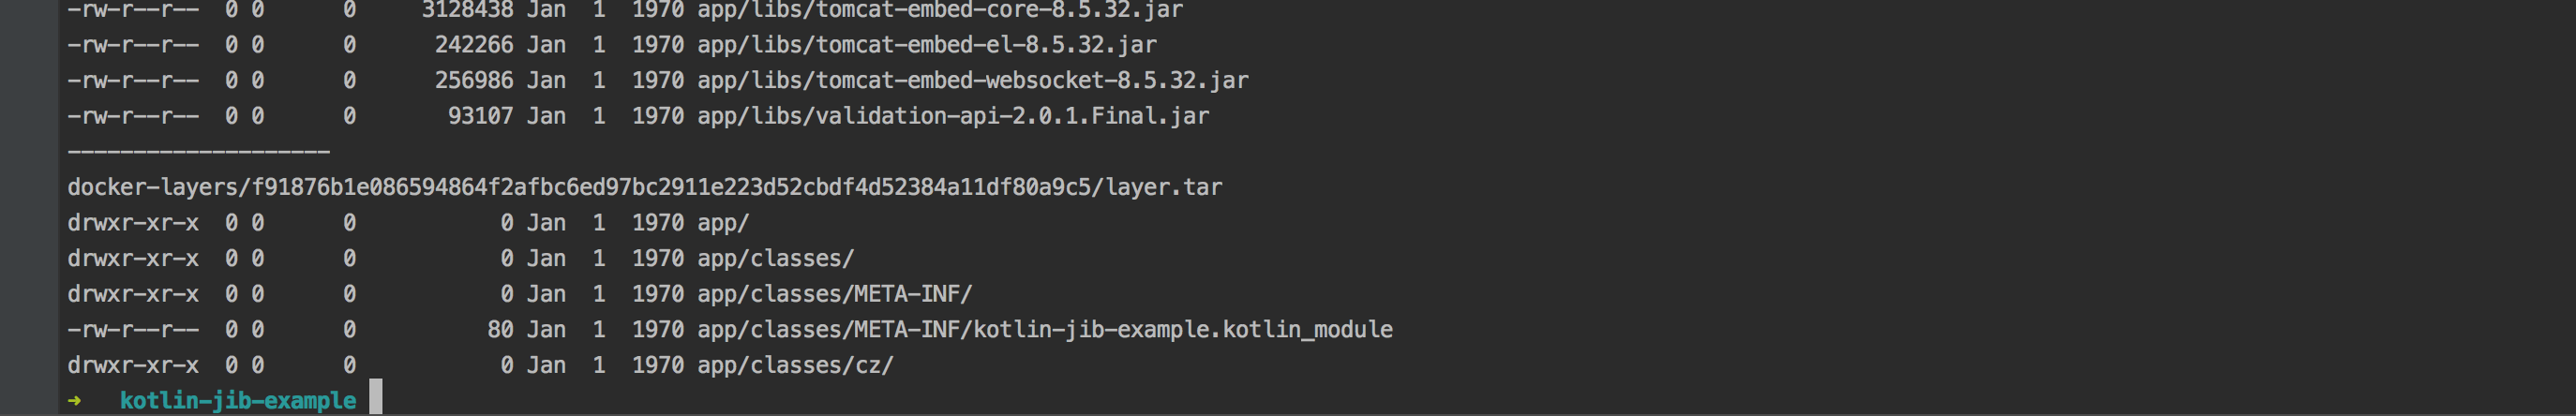 -rw-r--r--  0 0      0     3128438 Jan  1  1970 app/libs/tomcat-embed-core-8.5.32.jar
-rw-r--r--  0 0      0      242266 Jan  1  1970 app/libs/tomcat-embed-el-8.5.32.jar
-rw-r--r--  0 0      0      256986 Jan  1  1970 app/libs/tomcat-embed-websocket-8.5.32.jar
-rw-r--r--  0 0      0       93107 Jan  1  1970 app/libs/validation-api-2.0.1.Final.jar
--------------------
docker-layers/f91876b1e086594864f2afbc6ed97bc2911e223d52cbdf4d52384a11df80a9c5/layer.tar
drwxr-xr-x  0 0      0           0 Jan  1  1970 app/
drwxr-xr-x  0 0      0           0 Jan  1  1970 app/classes/
drwxr-xr-x  0 0      0           0 Jan  1  1970 app/classes/META-INF/
-rw-r--r--  0 0      0          80 Jan  1  1970 app/classes/META-INF/kotlin-jib-example.kotlin_module
drwxr-xr-x  0 0      0           0 Jan  1  1970 app/classes/cz/
➜   kotlin-jib-example